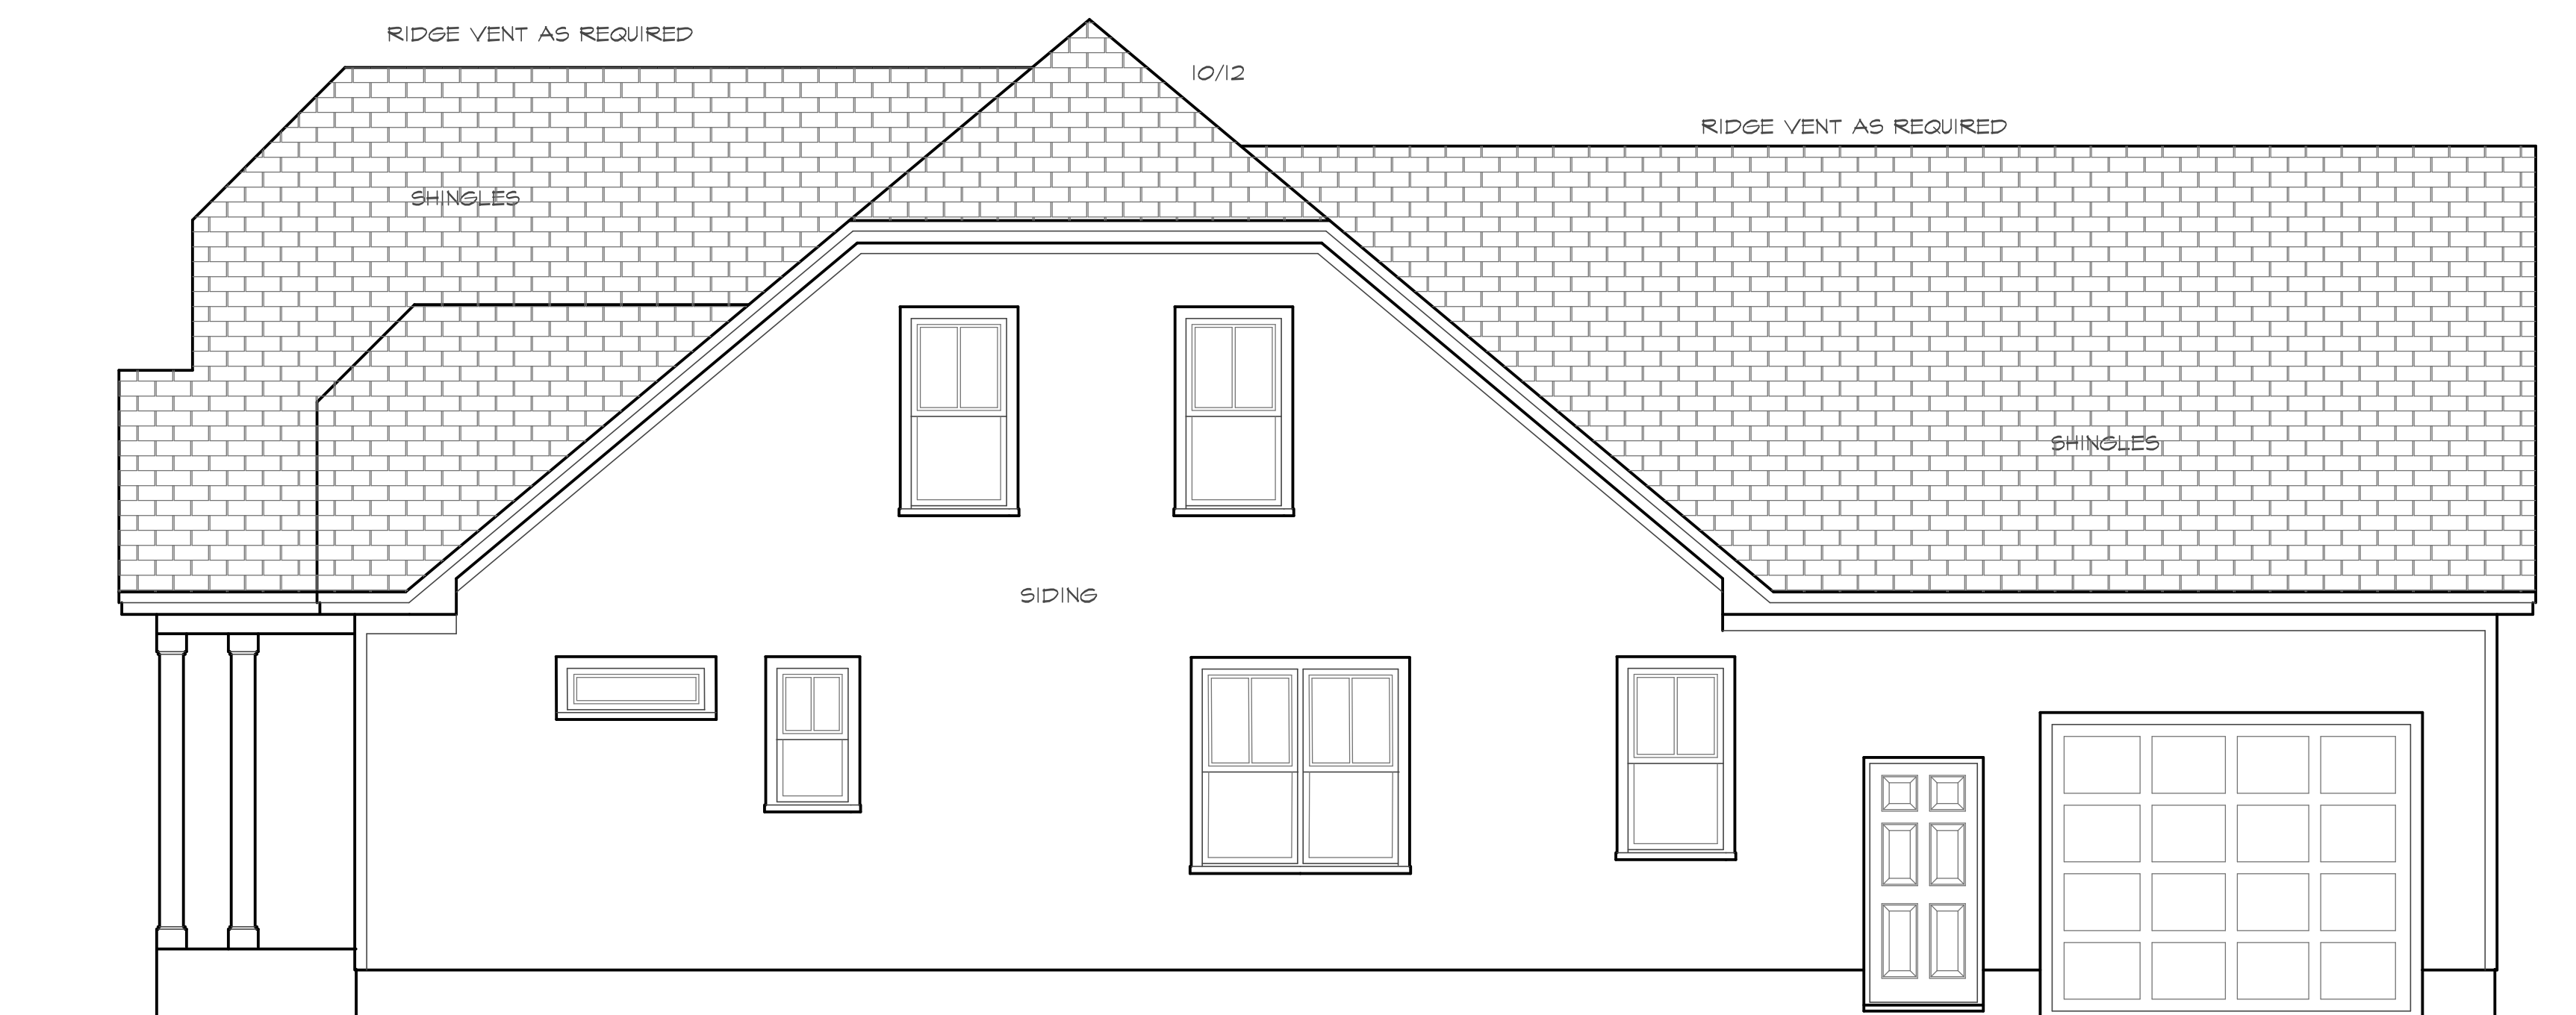 RIDGE VENT AS REQUIRED
10/12
RIDGE VENT AS REQUIRED
SHINGLES
SHINGLES
SIDING